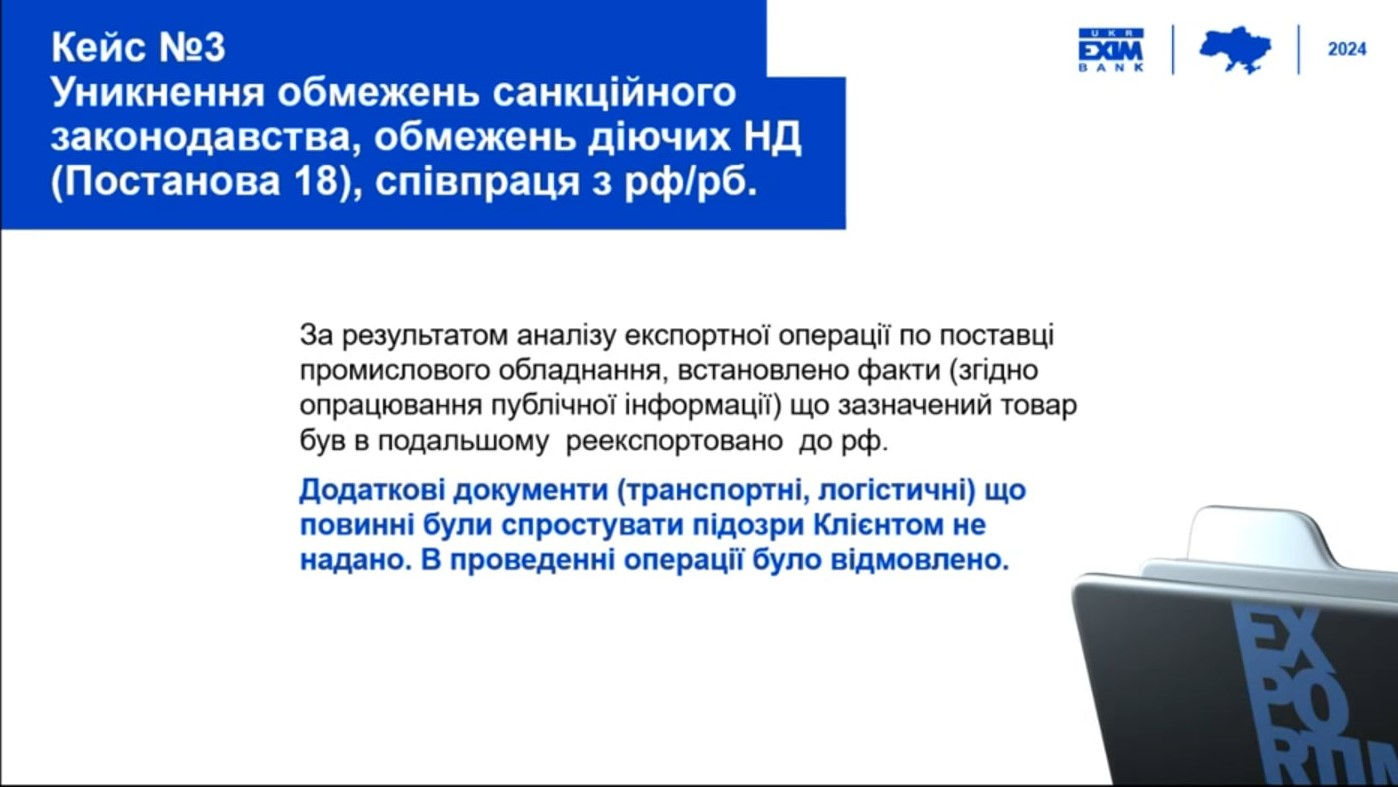 Кейс №3
Уникнення обмежень санкційного
законодавства, обмежень діючих НД
(Постанова 18), співпраця з рф/рб.
UKR
EXIM
BANK
2024
За результатом аналізу експортної операції по поставці
промислового обладнання, встановлено факти (згідно
опрацювання публічної інформації) що зазначений товар
був в подальшому  реекспортовано  до рф.
Додаткові документи (транспортні, логістичні) що
повинні були спростувати підозри Клієнтом не
надано. В проведенні операції було відмовлено.
EX
PO
RTIM